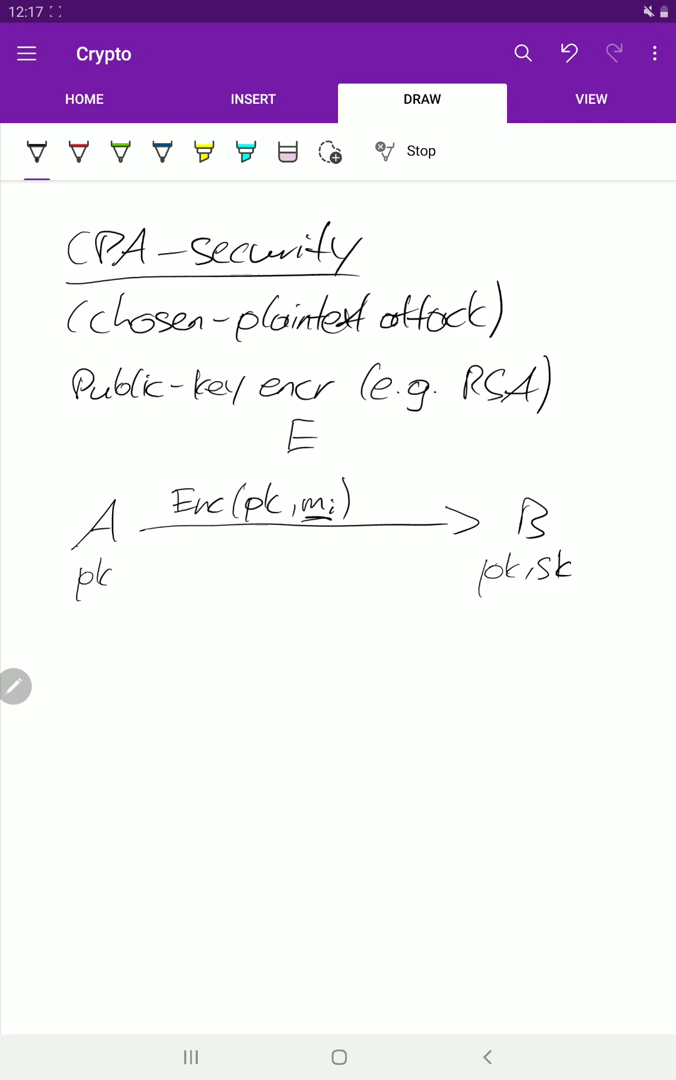 12:17
Crypto
HOME INSERT DRAW VIEW
Stop
CPA-security
(chosen-plaintext attack)
Public-key encr (e.g. RSA)
E
Enc(pk, mi)
A B
pk pk, sk